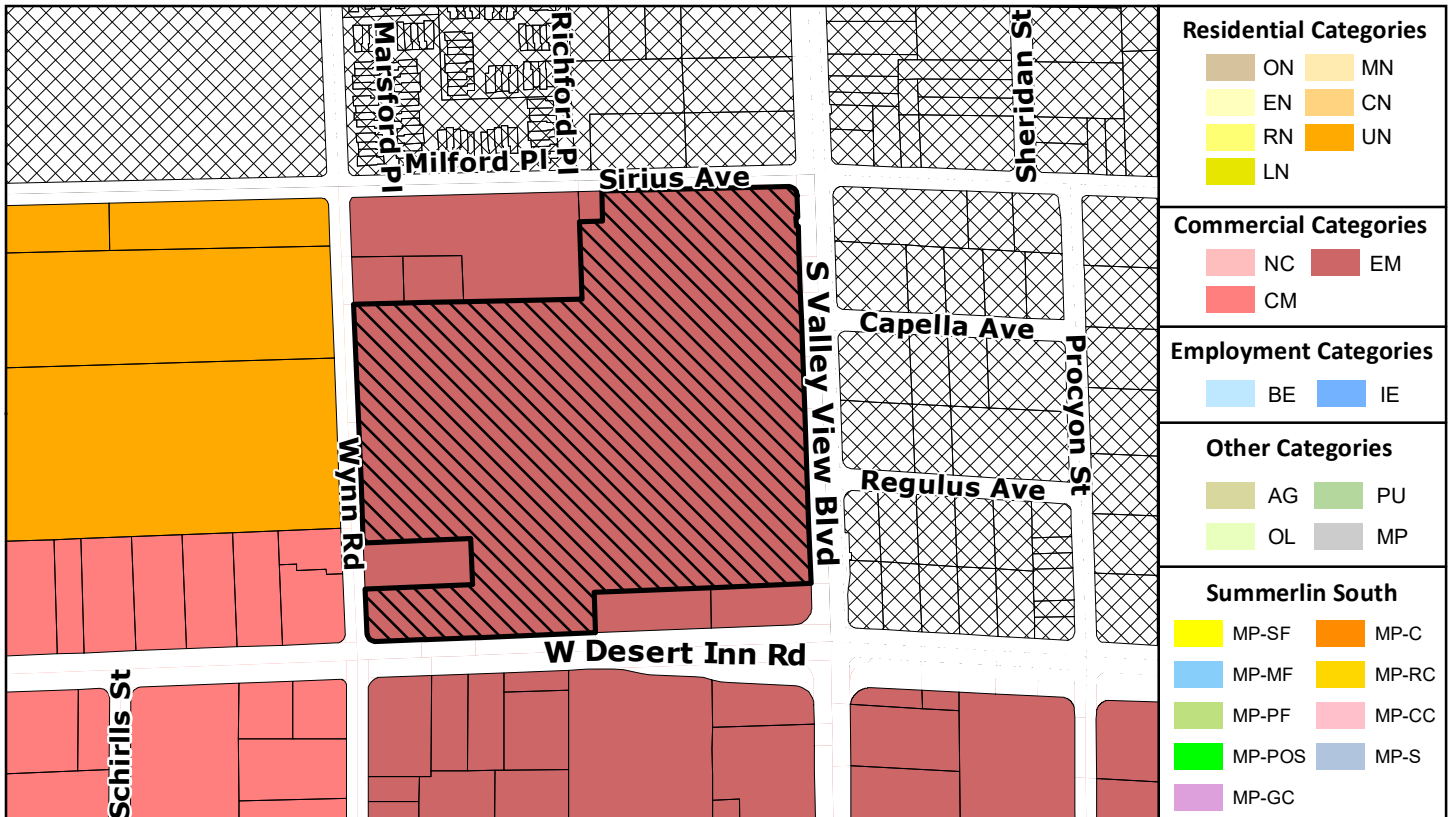 Marsford Pl
Richford Pl
Sheridan St
Milford Pl
Sirius Ave
S Valley View Blvd
Capella Ave
Procyon St
Wynn Rd
Regulus Ave
W Desert Inn Rd
Schirlls St
Residential Categories
ON MN
EN CN
RN UN
LN
Commercial Categories
NC EM
CM
Employment Categories
BE IE
Other Categories
AG PU
OL MP
Summerlin South
MP-SF MP-C
MP-MF MP-RC
MP-PF MP-CC
MP-POS MP-S
MP-GC